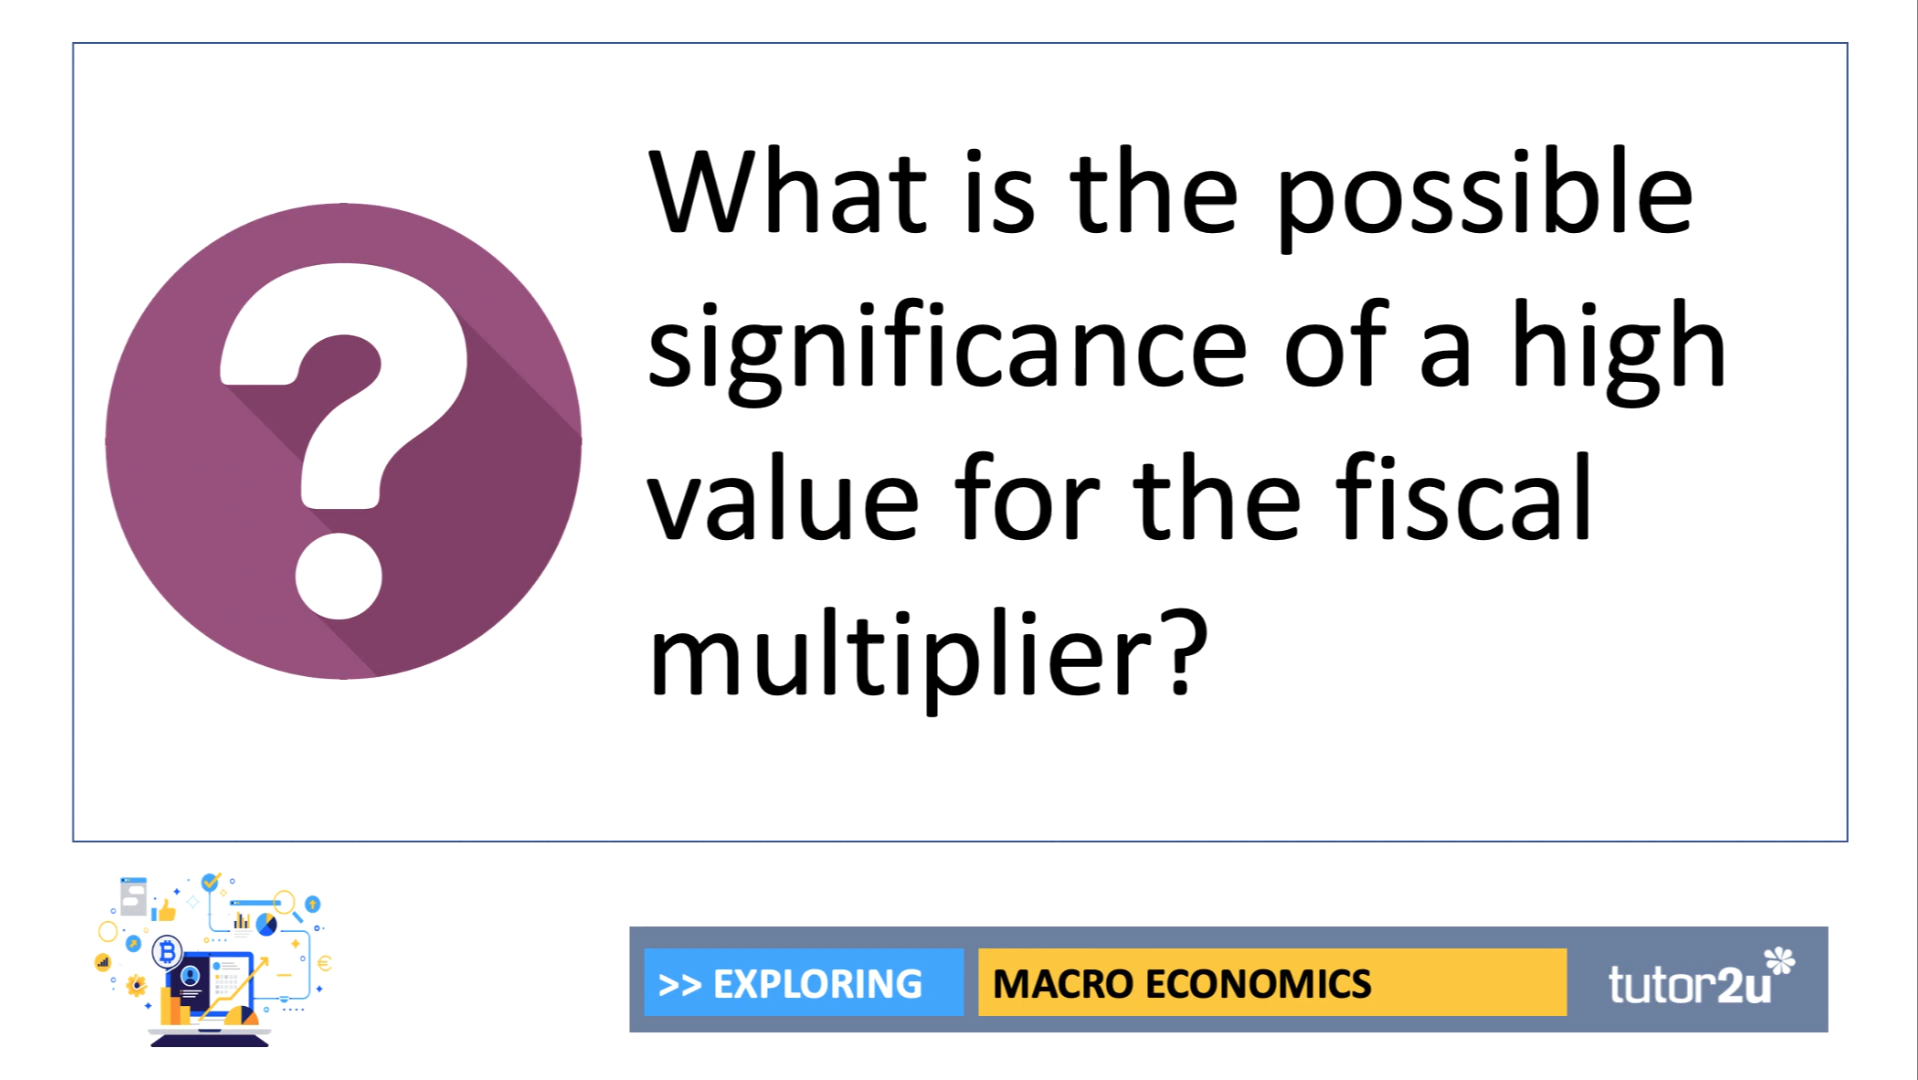 What is the possible
significance of a high
value for the fiscal
multiplier?
>> EXPLORING
MACRO ECONOMICS
tutor2u